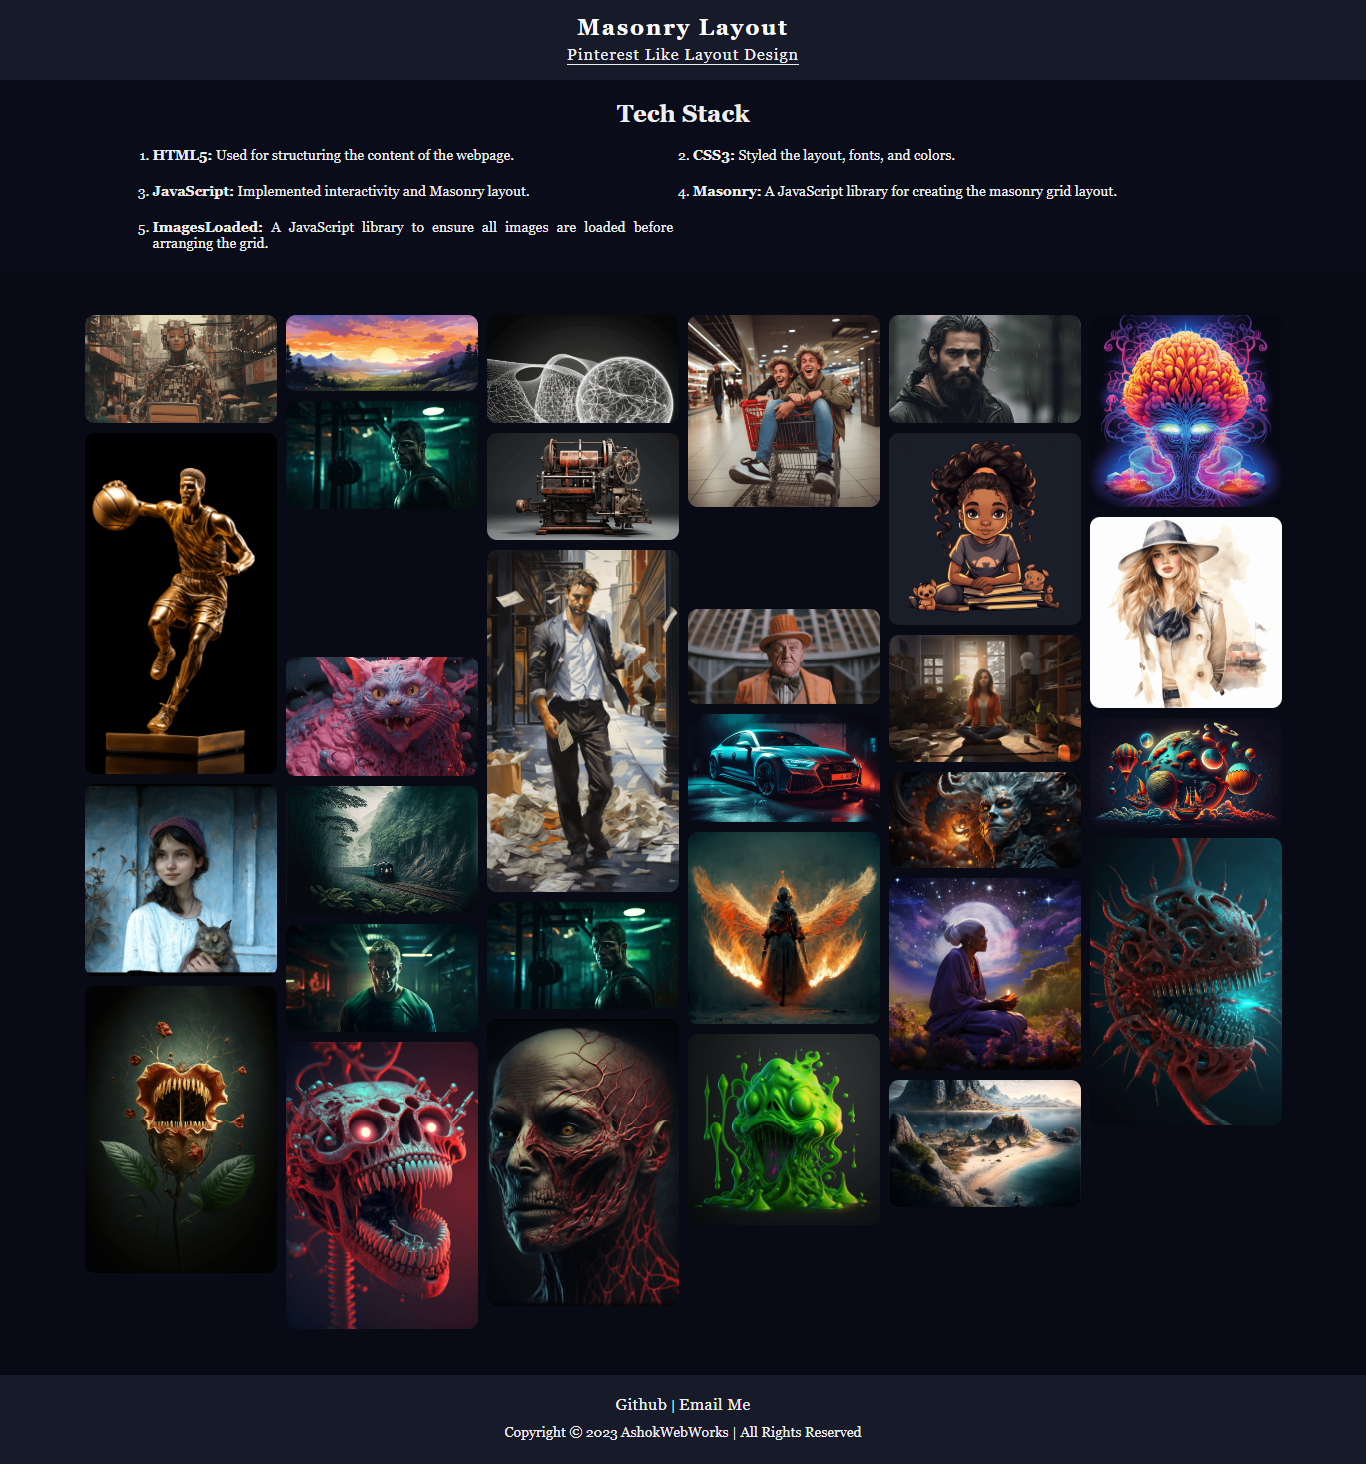 Masonry Layout
Pinterest Like Layout Design
Tech Stack
1. HTML5: Used for structuring the content of the webpage.
2. CSS3: Styled the layout, fonts, and colors.
3. JavaScript: Implemented interactivity and Masonry layout.
4. Masonry: A JavaScript library for creating the masonry grid layout.
5. ImagesLoaded: A JavaScript library to ensure all images are loaded before
arranging the grid.
Github | Email Me
Copyright © 2023 AshokWebWorks | All Rights Reserved